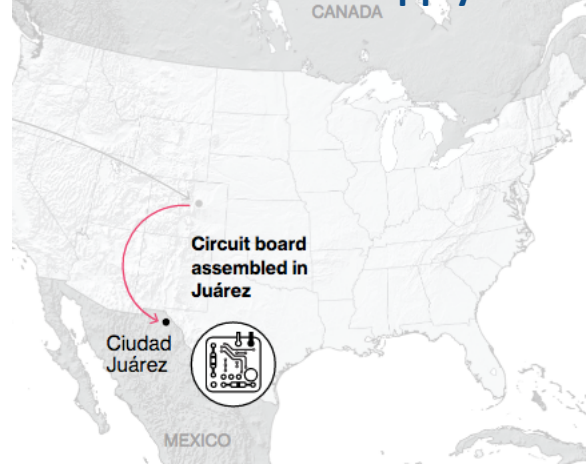 CANADA
Circuit board
assembled in
Juárez
Ciudad
Juárez
MEXICO